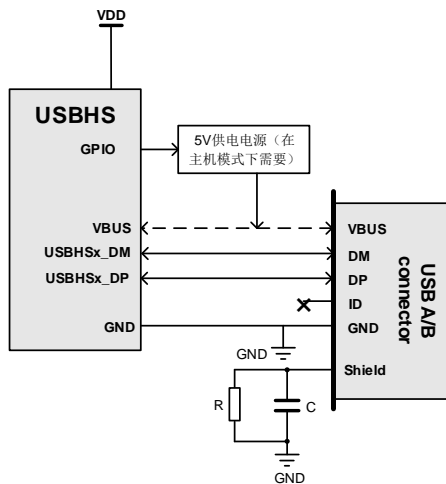 VDD
USBHS
GPIO
5V供电电源（在
主机模式下需要）
VBUS
USBHSx_DM
USBHSx_DP
GND
VBUS
DM
DP
ID
GND
Shield
USB A/B
connector
GND
R
C
GND